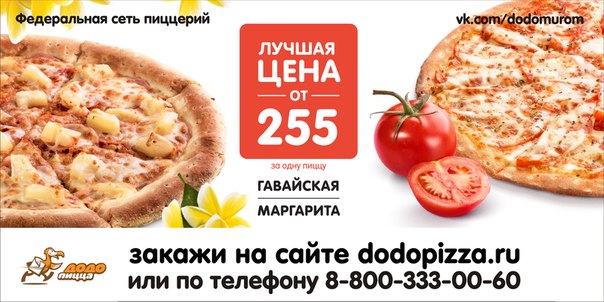 Федеральная сеть пиццерий
vk.com/dodomurom
ЛУЧШАЯ
ЦЕНА
ОТ
255
за одну пиццу
ГАВАЙСКАЯ
МАРГАРИТА
ДОДО
ПИЦЦА
закажи на сайте dodopizza.ru
или по телефону 8-800-333-00-60